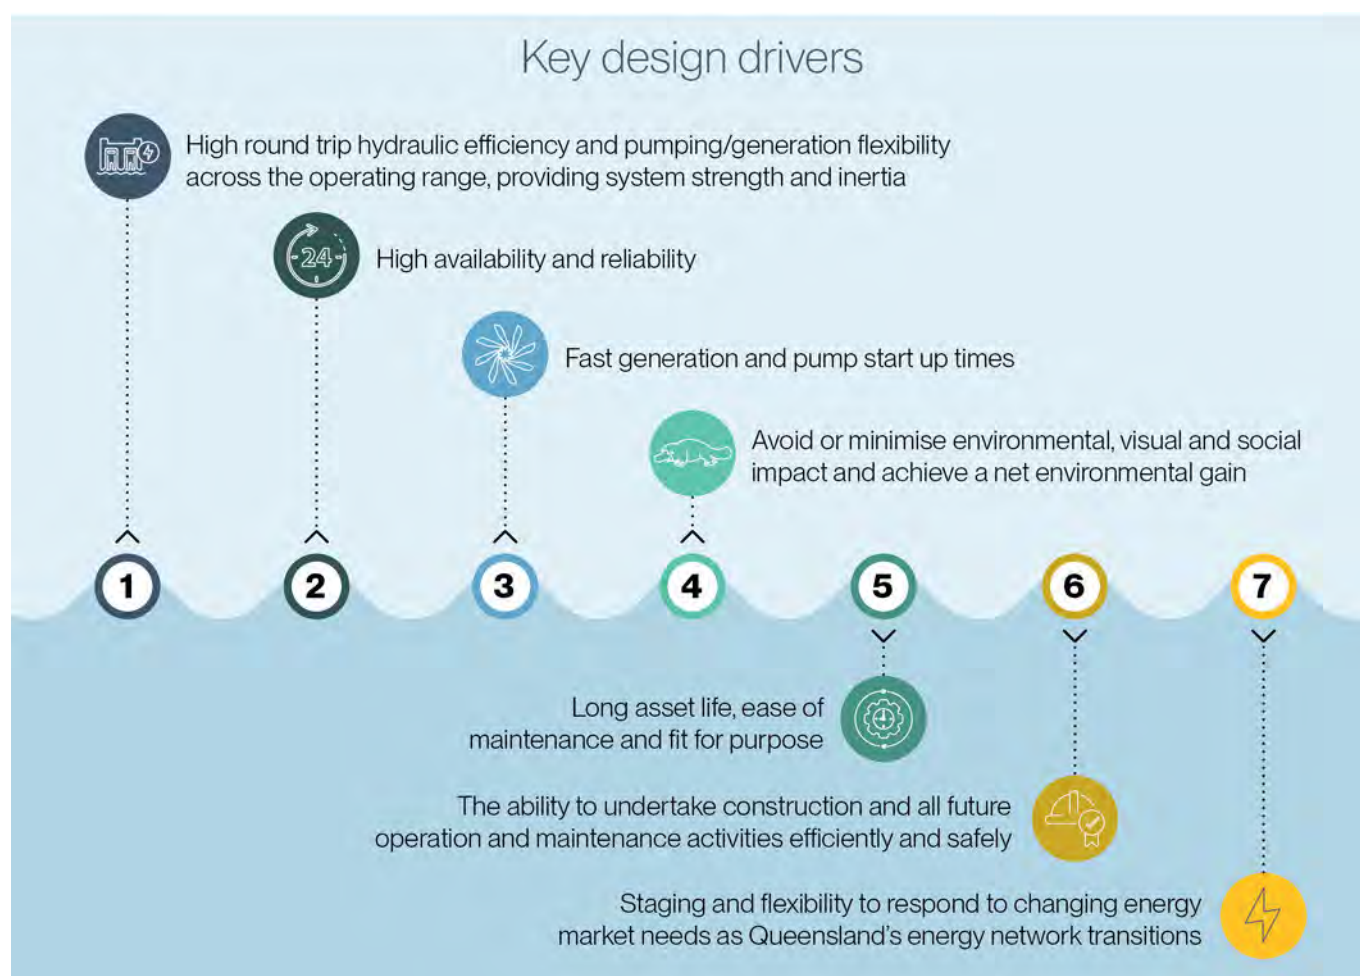 Key design drivers
High round trip hydraulic efficiency and pumping/generation flexibility
across the operating range, providing system strength and inertia
24
High availability and reliability
Fast generation and pump start up times
Avoid or minimise environmental, visual and social
impact and achieve a net environmental gain
1
2
3
4
5
6
7
Long asset life, ease of
maintenance and fit for purpose
The ability to undertake construction and all future
operation and maintenance activities efficiently and safely
Staging and flexibility to respond to changing energy
market needs as Queensland's energy network transitions